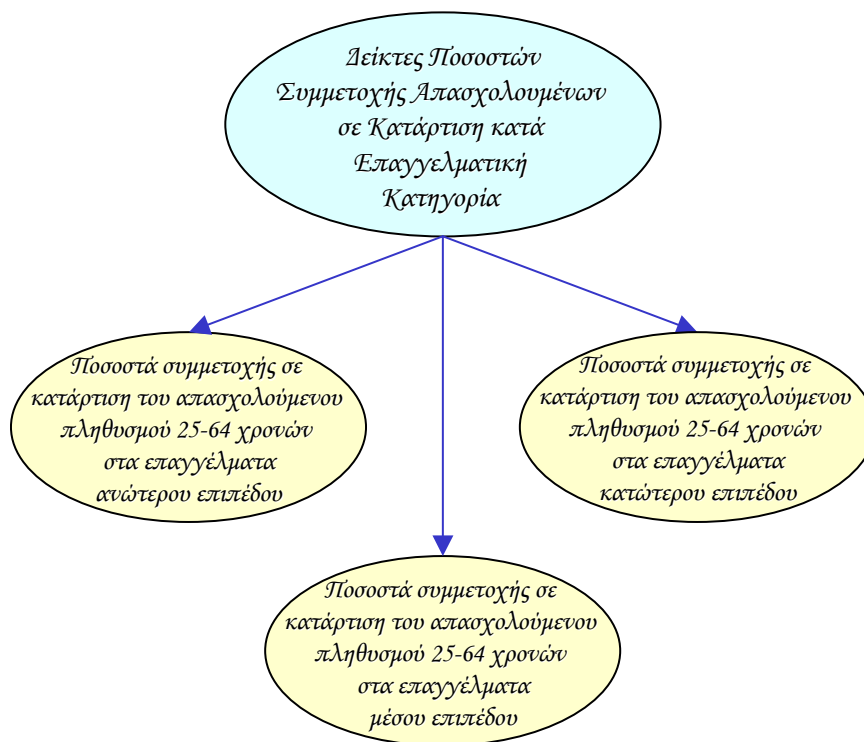 Δείκτες Ποσοστών
Συμμετοχής Απασχολουμένων
σε Κατάρτιση κατά
Επαγγελματική
Κατηγορία
Ποσοστά συμμετοχής σε
κατάρτιση του απασχολούμενου
πληθυσμού 25-64 χρονών
στα επαγγέλματα
ανώτερου επιπέδου
Ποσοστά συμμετοχής σε
κατάρτιση του απασχολούμενου
πληθυσμού 25-64 χρονών
στα επαγγέλματα
κατώτερου επιπέδου
Ποσοστά συμμετοχής σε
κατάρτιση του απασχολούμενου
πληθυσμού 25-64 χρονών
στα επαγγέλματα
μέσου επιπέδου